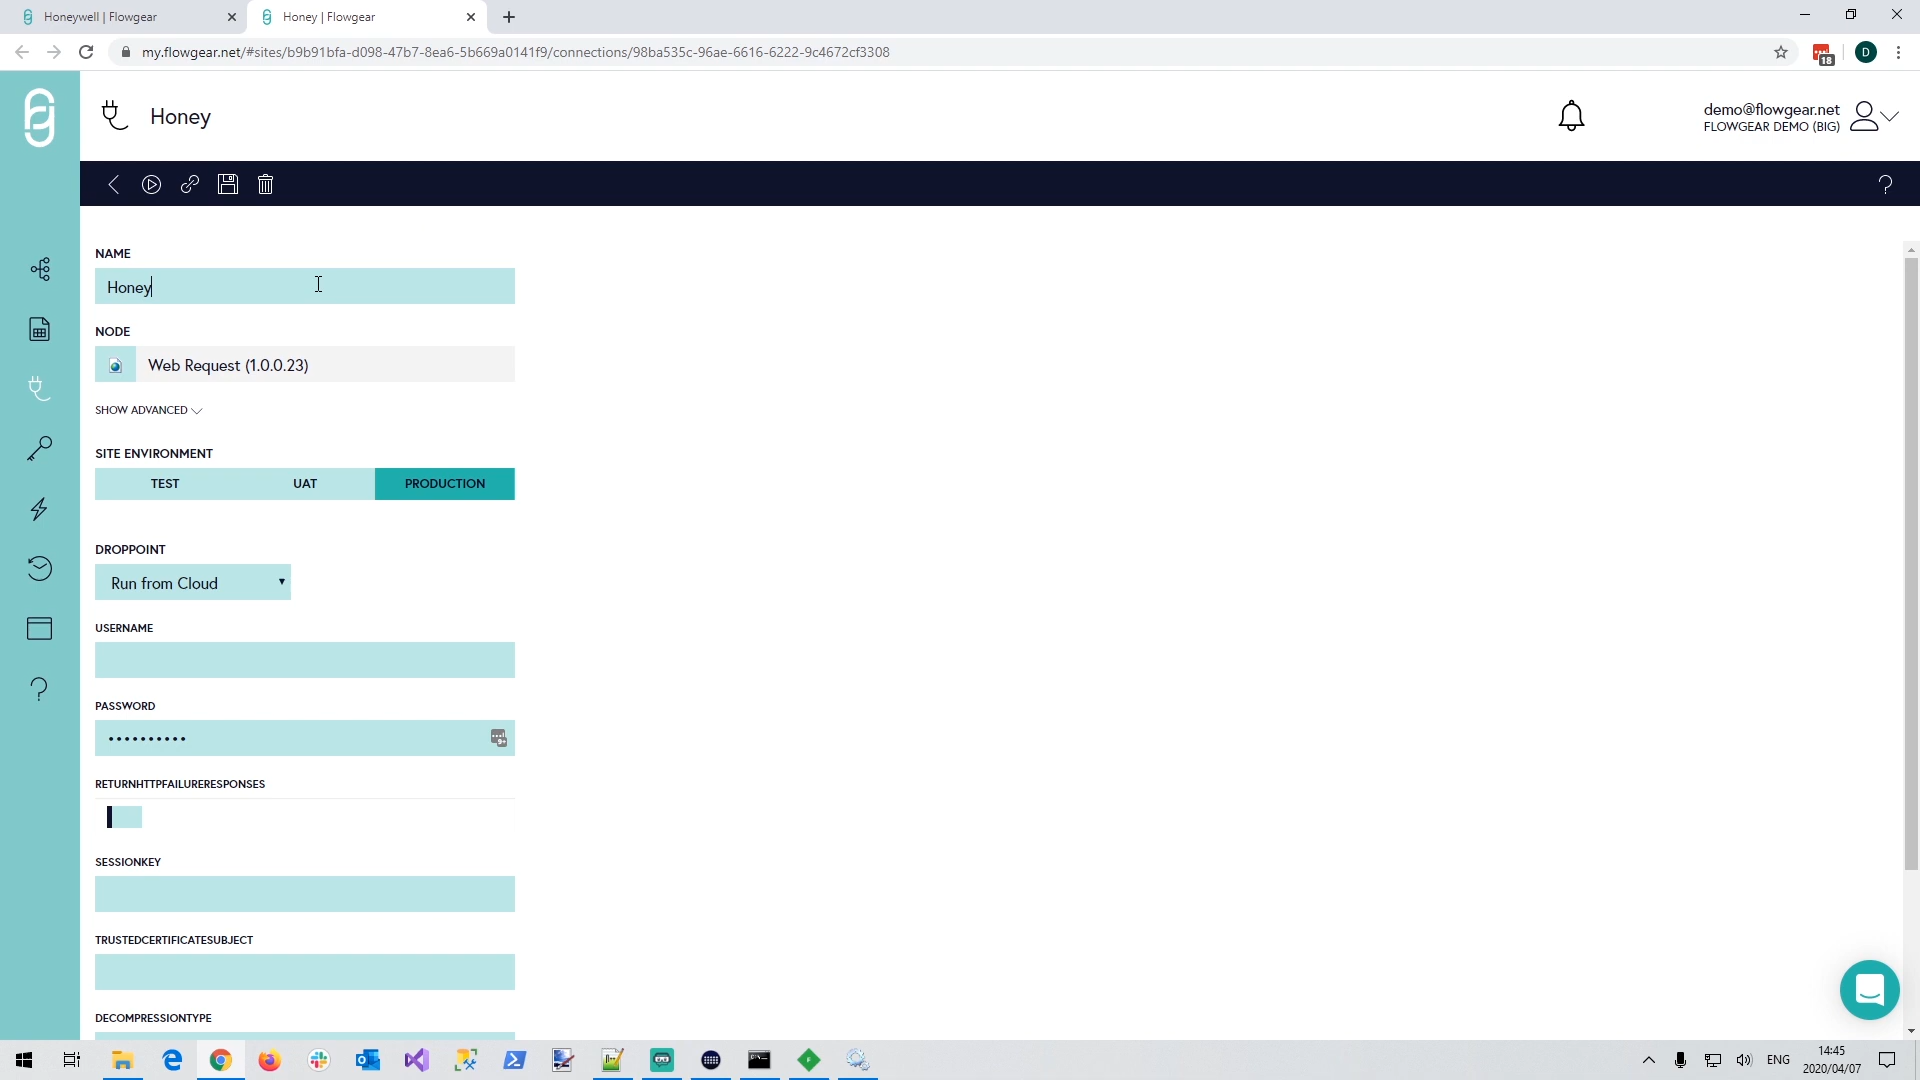 Honeywell | Flowgear
Honey | Flowgear
my.flowgear.net/#sites/b9b91bfa-d098-47b7-8ea6-5b669a0141f9/connections/98ba535c-96ae-6616-6222-9c4672cf3308
18
D
Honey
demo@flowgear.net
FLOWGEAR DEMO (BIG)
NAME
Honey
NODE
Web Request (1.0.0.23)
SHOW ADVANCED
SITE ENVIRONMENT
TEST
UAT
PRODUCTION
DROPPOINT
Run from Cloud
USERNAME
PASSWORD
••••••••••
RETURNHTTPFAILURERESPONSES
SESSIONKEY
TRUSTEDCERTIFICATESUBJECT
DECOMPRESSIONTYPE
ENG
14:45
2020/04/07